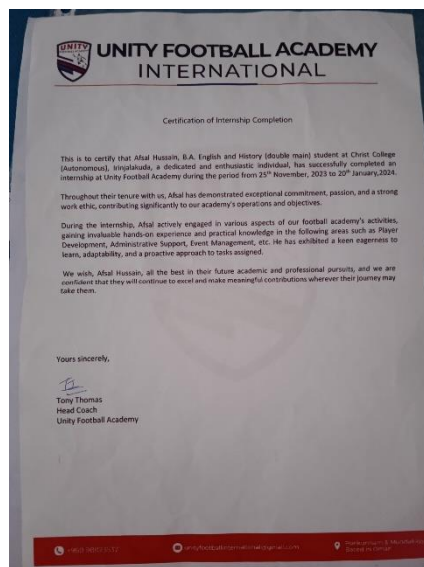 UNITY
UNITY FOOTBALL ACADEMY
INTERNATIONAL
Certification of Internship Completion
This is to certify that Afsal Hussain, B.A. English and History (double main) student at Christ College
(Autonomous), Irinjalakuda, a dedicated and enthusiastic individual, has successfully completed an
internship at Unity Football Academy during the period from 25th November, 2023 to 20th January,2024.
Throughout their tenure with us, Afsal has demonstrated exceptional commitment, passion, and a strong
work ethic, contributing significantly to our academy's operations and objectives.
During the internship, Afsal actively engaged in various aspects of our football academy's activities,
gaining invaluable hands-on experience and practical knowledge in the following areas such as Player
Development, Administrative Support, Event Management, etc. He has exhibited a keen eagerness to
learn, adaptability, and a proactive approach to tasks assigned.
We wish, Afsal Hussain, all the best in their future academic and professional pursuits, and we are
confident that they will continue to excel and make meaningful contributions wherever their journey may
take them.
Yours sincerely,
Tony Thomas
Head Coach
Unity Football Academy